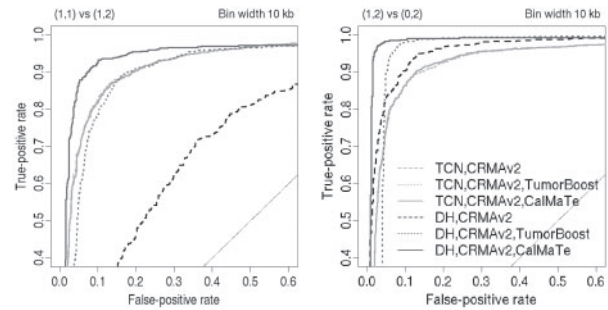 (1,1) vs (1,2) Bin width 10 kb
True-positive rate
1.0
0.9
0.8
0.7
0.6
0.5
0.4
0.0 0.1 0.2 0.3 0.4 0.5 0.6
False-positive rate
(1,2) vs (0,2) Bin width 10 kb
True-positive rate
1.0
0.9
0.8
0.7
0.6
0.5
0.4
TCN,CRMAv2
TCN,CRMAv2,TumorBoost
TCN,CRMAv2,CalMaTe
DH,CRMAv2
DH,CRMAv2,TumorBoost
DH,CRMAv2,CalMaTe
0.0 0.1 0.2 0.3 0.4 0.5 0.6
False-positive rate